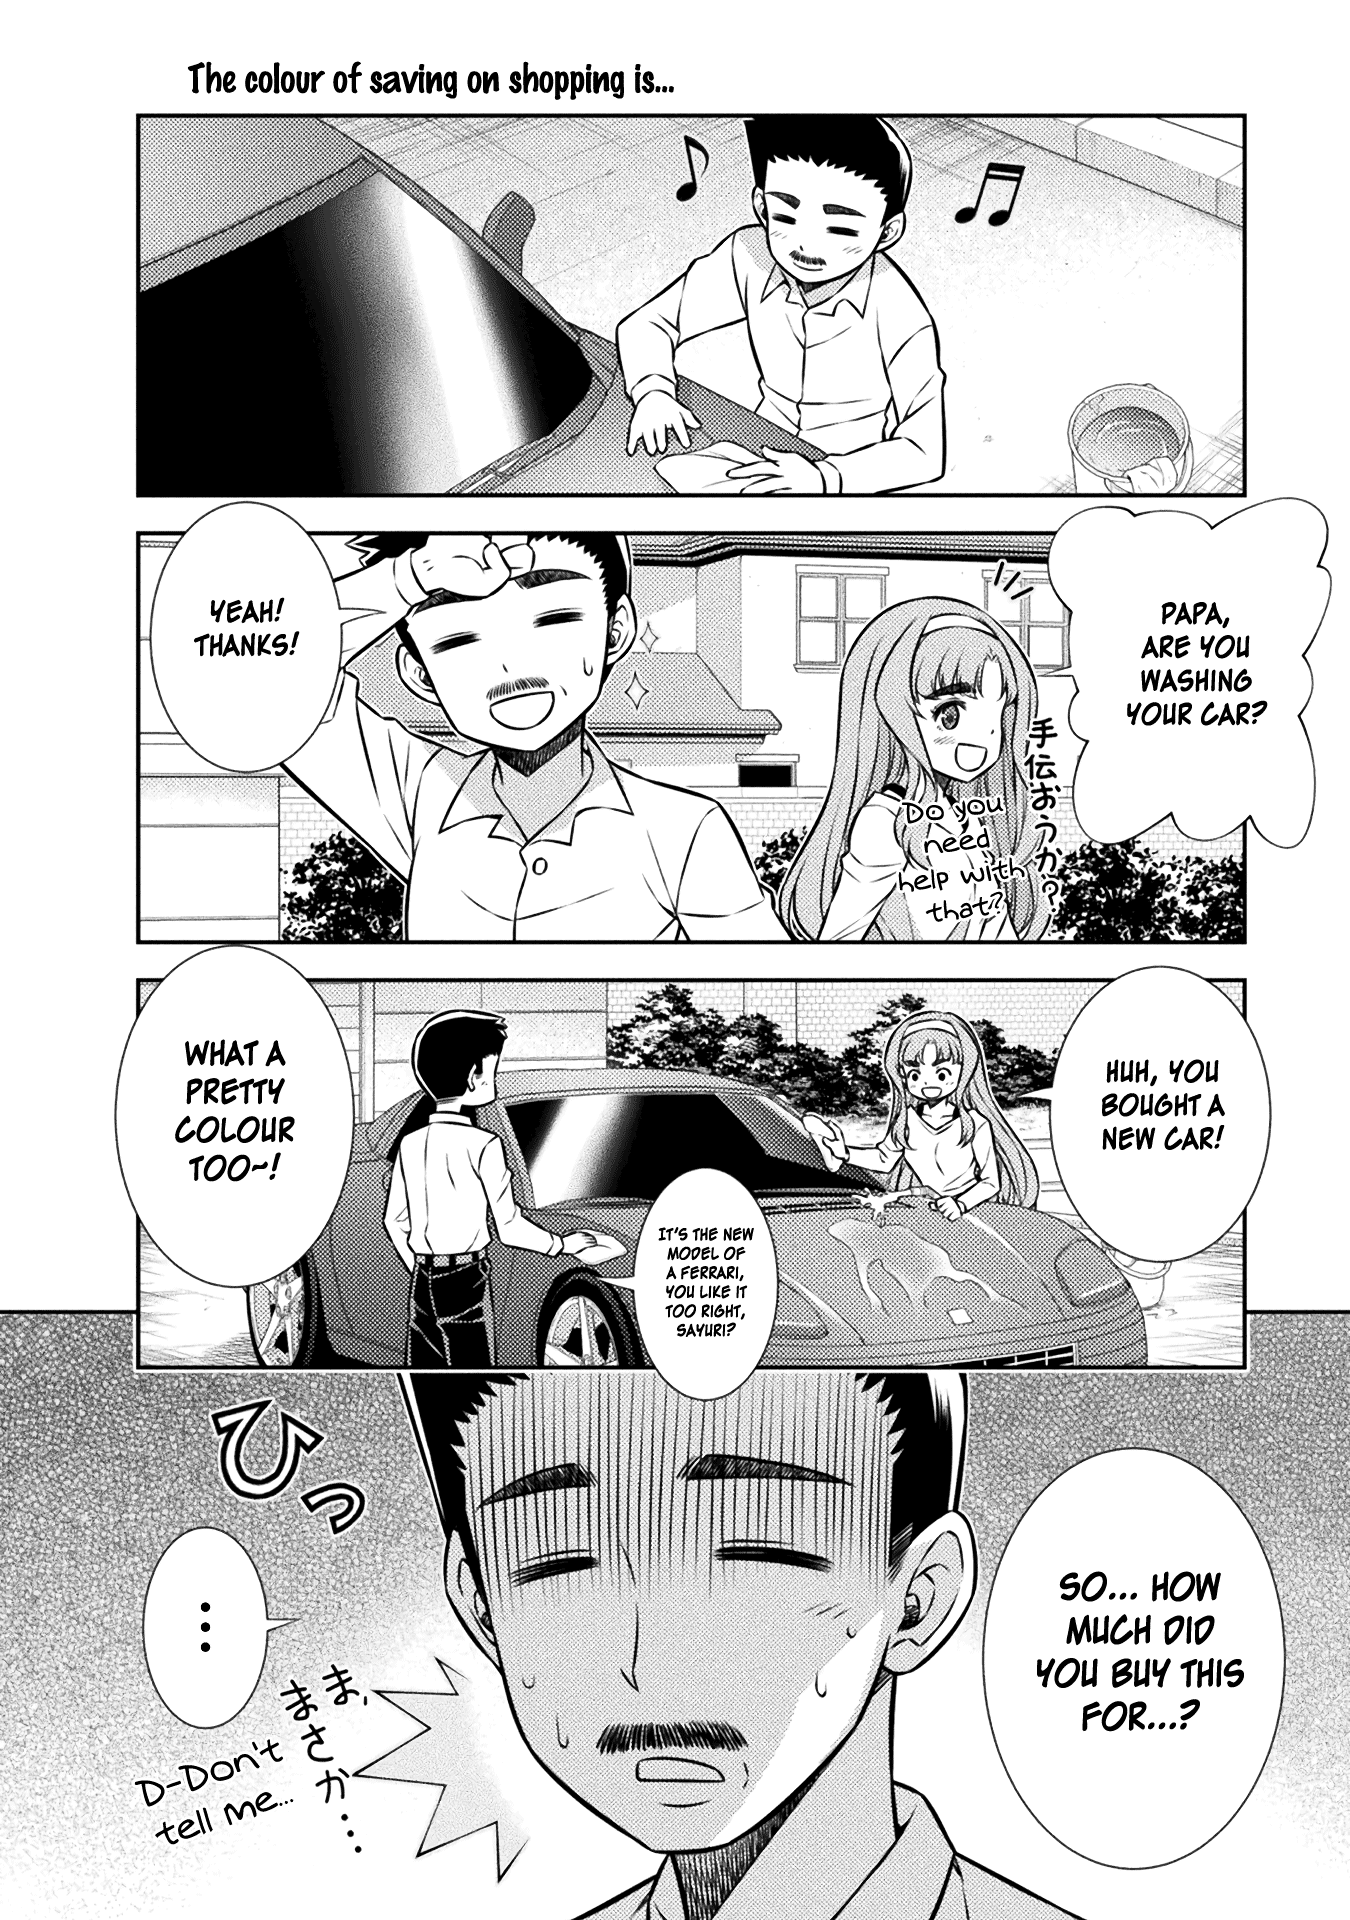 The colour of saving on shopping is...
PAPA,
ARE YOU
WASHING
YOUR CAR?
手伝おうか?
Do you
need
help with
that?
YEAH!
THANKS!
HUH, YOU
BOUGHT A
NEW CAR!
IT'S THE NEW
MODEL OF
A FERRARI,
YOU LIKE IT
TOO RIGHT,
SAYURI?
WHAT A
PRETTY
COLOUR
TOO~!
SO... HOW
MUCH DID
YOU BUY THIS
FOR...?
ひっ
...
まま、
まさか…
D-Don't
tell me...